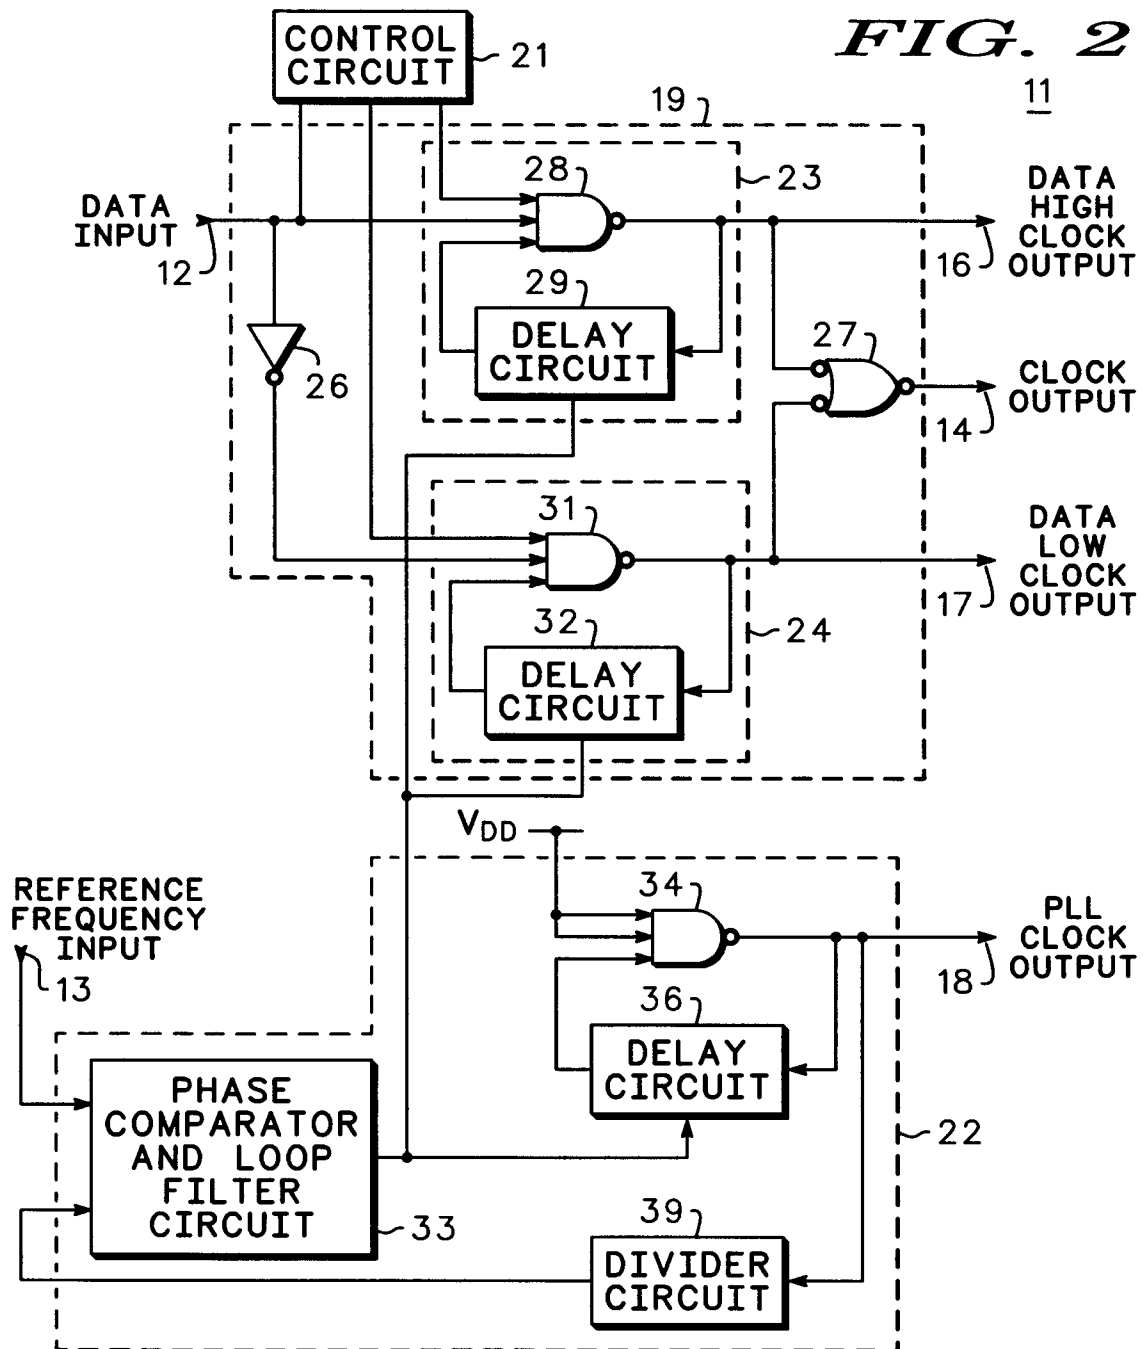 FIG. 2
11
CONTROL
CIRCUIT
21
19
DATA
INPUT
12
28
23
DATA
HIGH
CLOCK
OUTPUT
16
29
DELAY
CIRCUIT
26
27
CLOCK
OUTPUT
14
31
DATA
LOW
CLOCK
OUTPUT
17
32
DELAY
CIRCUIT
24
VDD
REFERENCE
FREQUENCY
INPUT
13
34
PLL
CLOCK
OUTPUT
18
36
DELAY
CIRCUIT
PHASE
COMPARATOR
AND LOOP
FILTER
CIRCUIT
33
22
39
DIVIDER
CIRCUIT